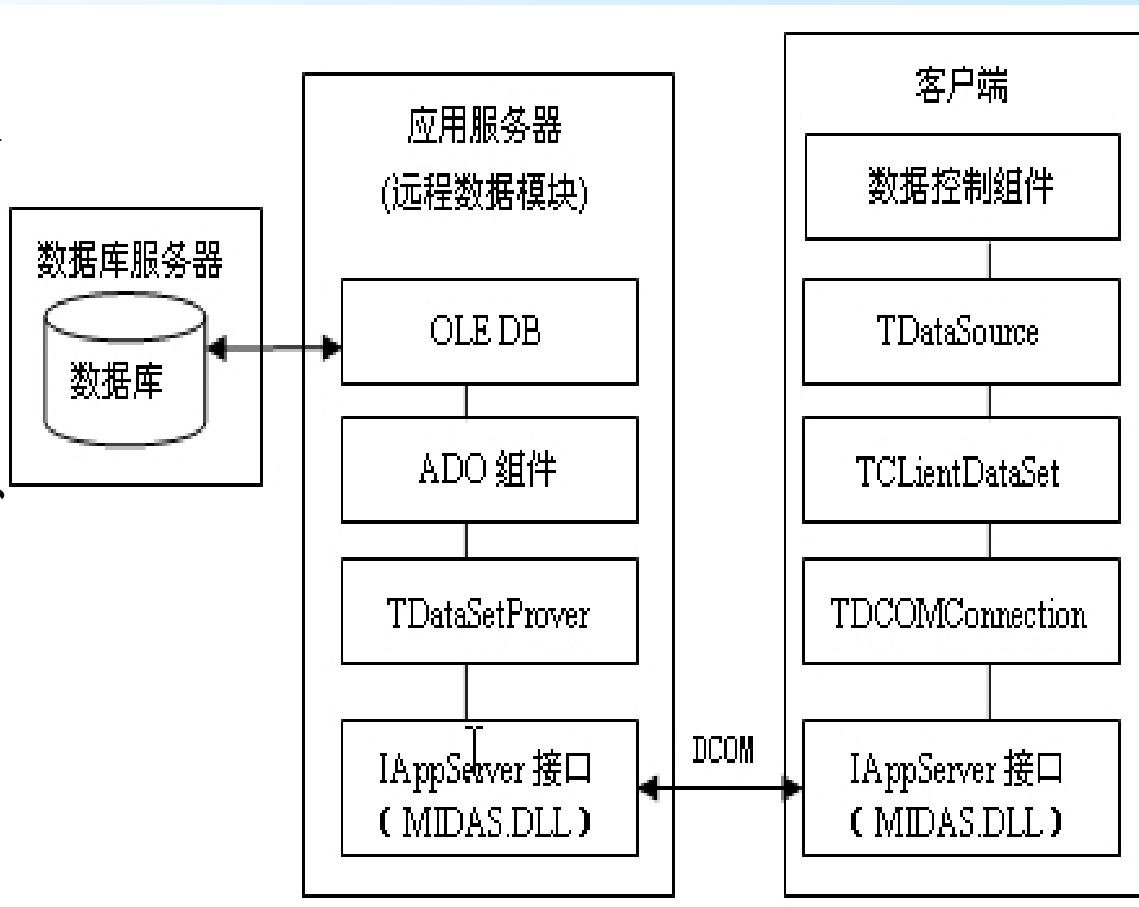 数据库服务器
数据库
应用服务器
(远程数据模块)
OLE DB
ADO 组件
TDataSetProver
IAppServer 接口
( MIDAS.DLL )
DCOM
客户端
数据控制组件
TDataSource
TCLientDataSet
TDCOMConnection
IAppServer 接口
( MIDAS.DLL )